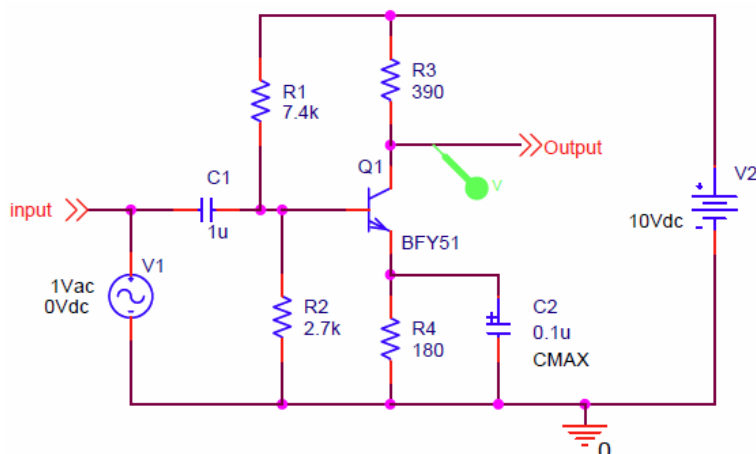 R3
390
R1
7.4k
Output
Q1
V
V2
C1
input
1u
BFY51
10Vdc
V1
1Vac
0Vdc
C2
R2
2.7k
R4
180
0.1u
CMAX
0